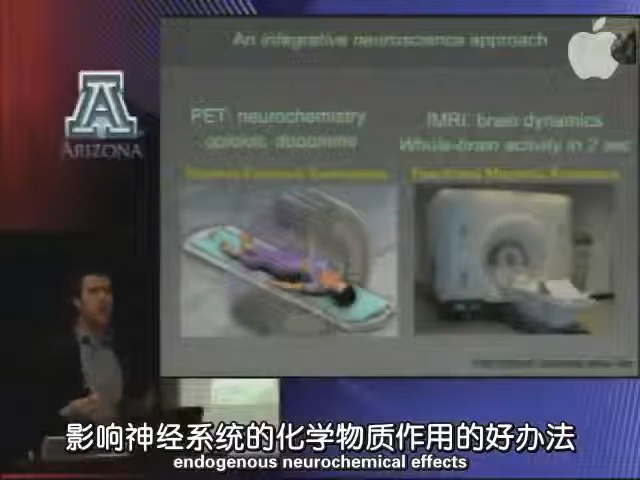 An integrative neuroscience approach
ARIZONA
PET: neurochemistry
opioids, dopamine
fMRI: brain dynamics
Whole-brain activity in 2 sec
影响神经系统的化学物质作用的好办法
endogenous neurochemical effects